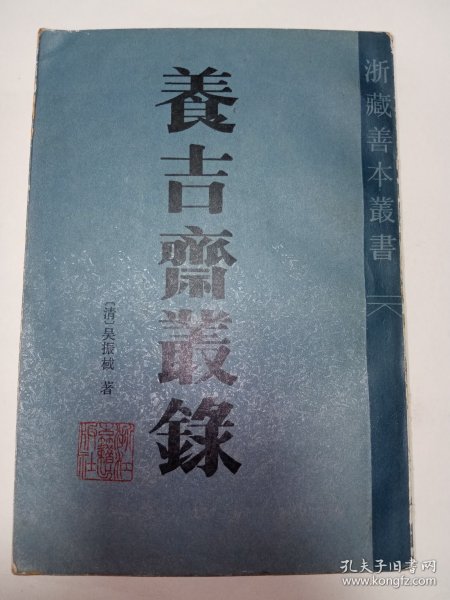 浙藏善本叢書
養吉齋叢錄
〔清〕吴振棫 著
浙江古籍出版社
孔夫子旧书网
www.kongfz.com